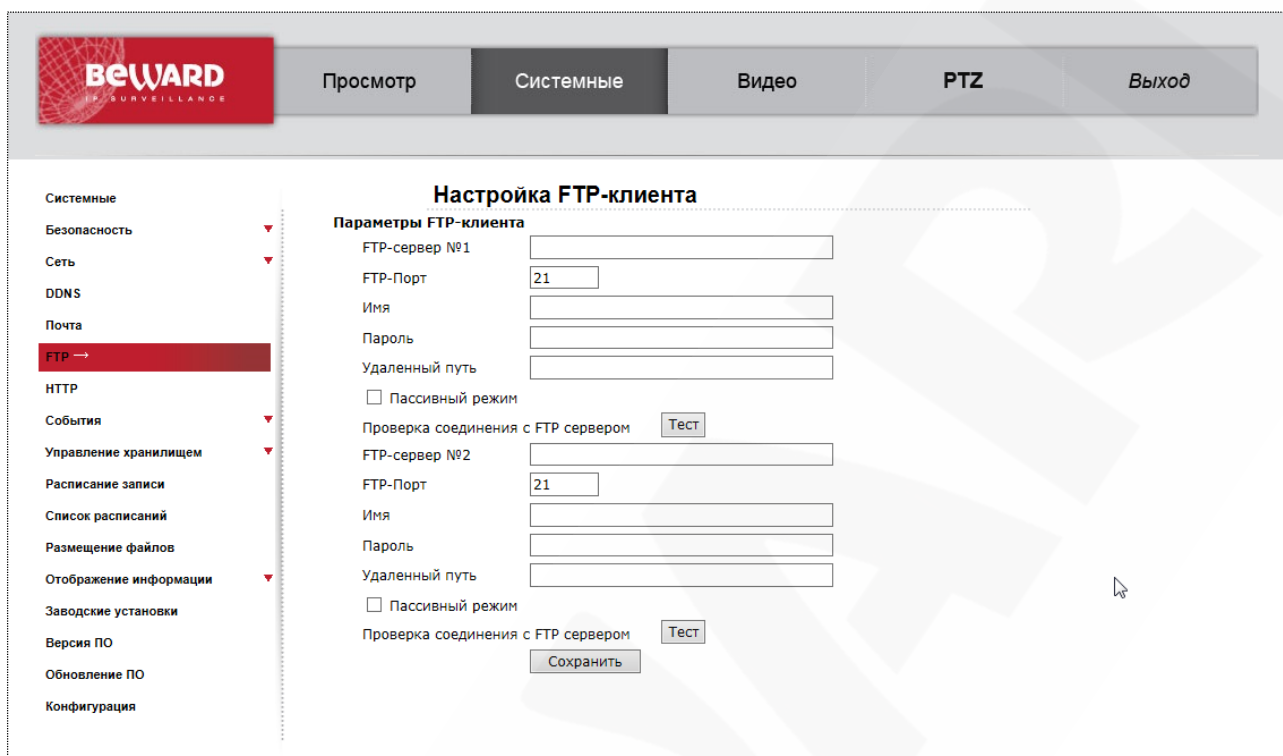 BEWARD
IP SURVEILLANCE
Просмотр
Системные
Видео
PTZ
Выход
Системные
Безопасность
Сеть
DDNS
Почта
FTP →
HTTP
События
Управление хранилищем
Расписание записи
Список расписаний
Размещение файлов
Отображение информации
Заводские установки
Версия ПО
Обновление ПО
Конфигурация
Настройка FTP-клиента
Параметры FTP-клиента
FTP-сервер №1
FTP-Порт 21
Имя
Пароль
Удаленный путь
Пассивный режим
Проверка соединения с FTP сервером Тест
FTP-сервер №2
FTP-Порт 21
Имя
Пароль
Удаленный путь
Пассивный режим
Проверка соединения с FTP сервером Тест
Сохранить